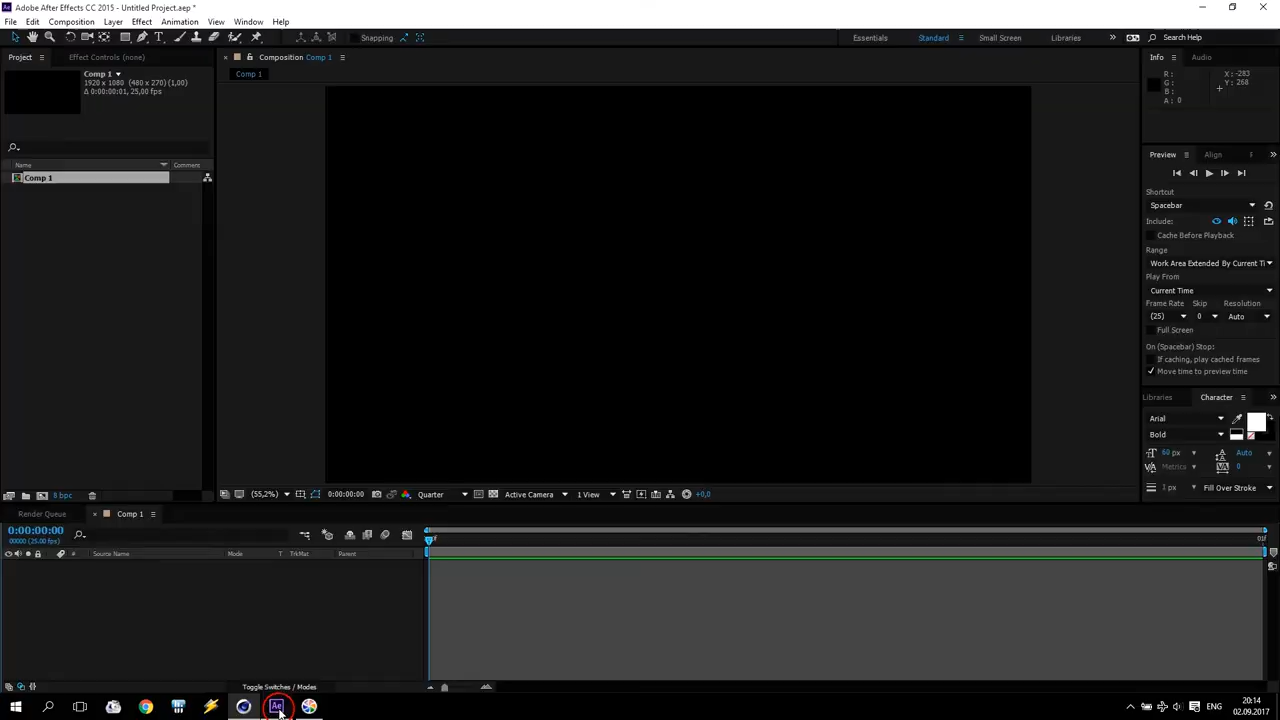 Adobe After Effects CC 2015 - Untitled Project.aep *
File Edit Composition Layer Effect Animation View Window Help
Snapping Essentials Standard Small Screen Libraries Search Help
Project Effect Controls (none)
Comp 1
1920 x 1080 (480 x 270) (1,00)
Δ 0:00:00:01, 25,00 fps
Name Comment
Comp 1
8 bpc
Composition Comp 1
Comp 1
(55,2%) 0:00:00:00 Quarter Active Camera 1 View +0,0
Info Audio
R :
G :
B :
A : 0
X : -283
Y : 268
Preview Align
Shortcut
Spacebar
Include:
Cache Before Playback
Range
Work Area Extended By Current Ti
Play From
Current Time
Frame Rate Skip Resolution
(25) 0 Auto
Full Screen
On (Spacebar) Stop:
If caching, play cached frames
Move time to preview time
Libraries Character
Arial
Bold
60 px Auto
Metrics 0
1 px Fill Over Stroke
Render Queue Comp 1
0:00:00:00
00000 (25.00 fps)
# Source Name Mode T TrkMat Parent
01f
Toggle Switches / Modes
Ae
ENG
20:14
02.09.2017